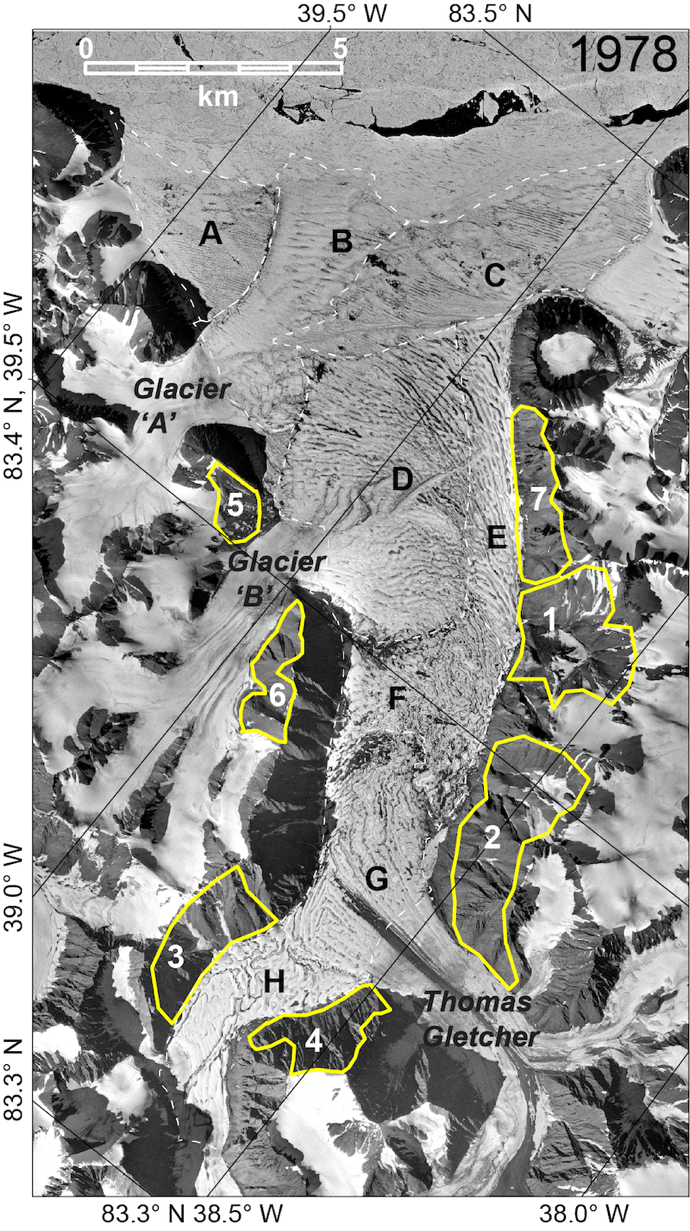 39.5° W 83.5° N
0 5
km
1978
A
B
C
83.4° N, 39.5° W
Glacier
‘A’
D
7
5
E
Glacier
‘B’
1
6
F
2
39.0° W
G
3
H
Thomas
Gletcher
4
83.3° N
83.3° N 38.5° W 38.0° W